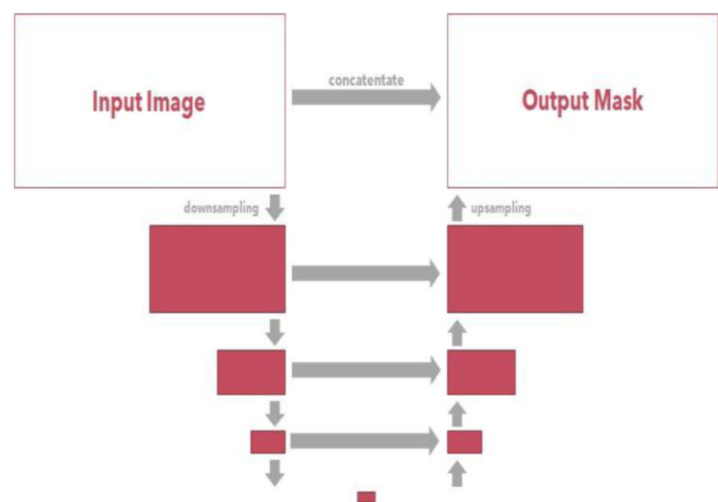 Input Image
concatentate
Output Mask
downsampling
upsampling